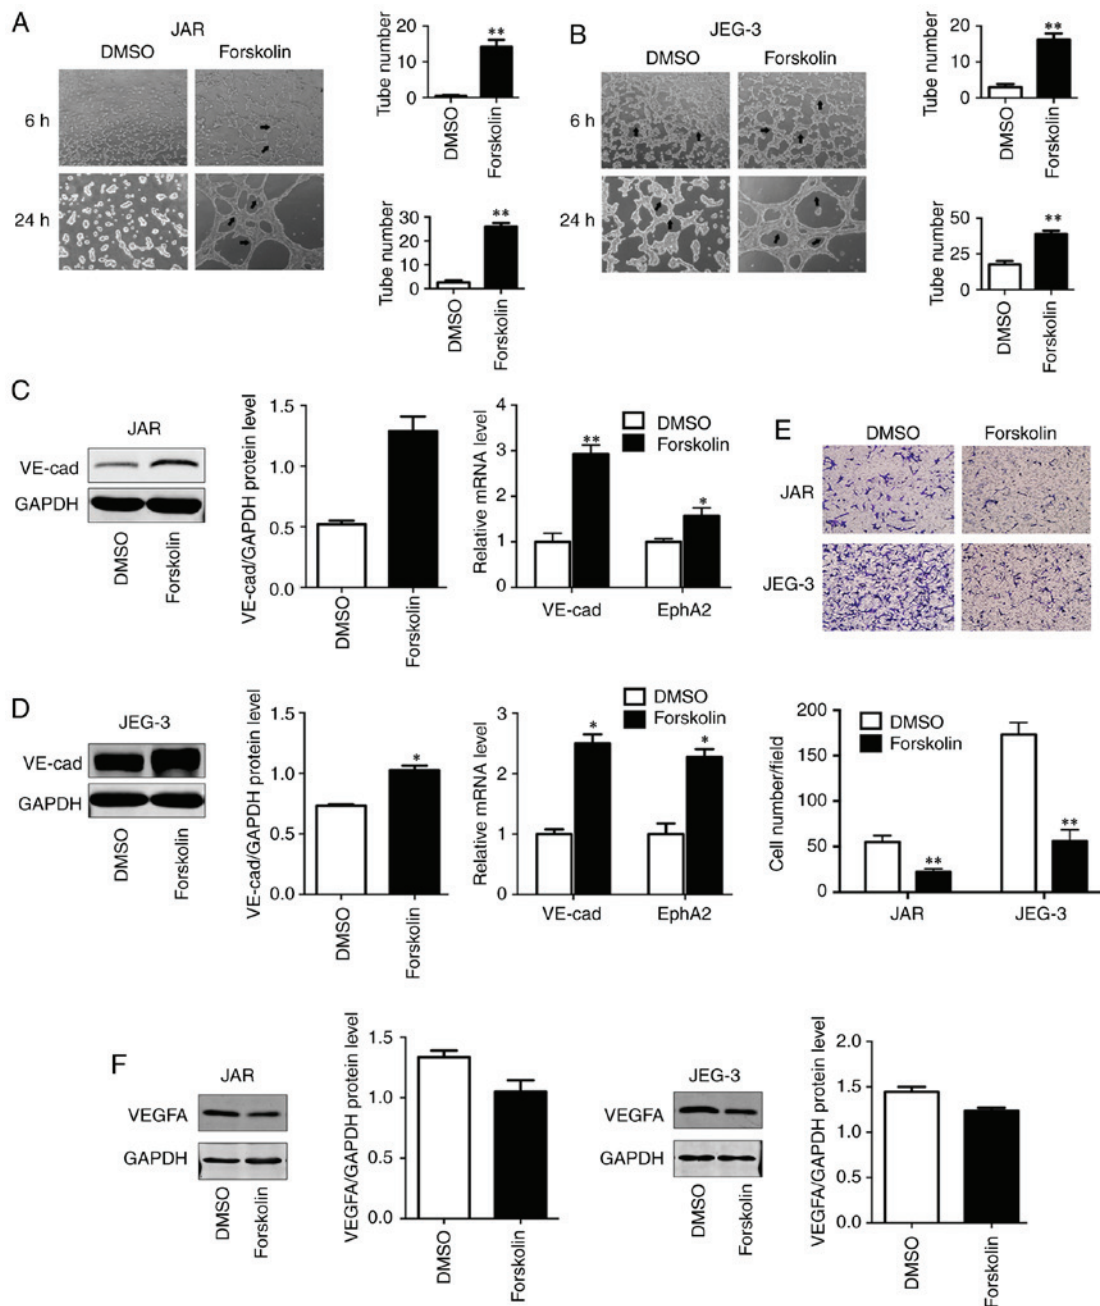 A
JAR
DMSO
Forskolin
6 h
24 h
Tube number
20
10
0
**
DMSO
Forskolin
Tube number
30
20
10
0
**
DMSO
Forskolin
B
JEG-3
DMSO
Forskolin
6 h
24 h
Tube number
20
10
0
**
DMSO
Forskolin
Tube number
50
25
0
**
DMSO
Forskolin
C
JAR
VE-cad
GAPDH
DMSO
Forskolin
VE-cad/GAPDH protein level
1.5
1.0
0.5
0.0
DMSO
Forskolin
Relative mRNA level
4
3
2
1
0
DMSO
Forskolin
**
*
VE-cad
EphA2
D
JEG-3
VE-cad
GAPDH
DMSO
Forskolin
VE-cad/GAPDH protein level
1.5
1.0
0.5
0.0
*
DMSO
Forskolin
Relative mRNA level
3
2
1
0
DMSO
Forskolin
*
*
VE-cad
EphA2
E
DMSO
Forskolin
JAR
JEG-3
Cell number/field
200
150
100
50
0
DMSO
Forskolin
**
**
JAR
JEG-3
F
JAR
VEGFA
GAPDH
DMSO
Forskolin
VEGFA/GAPDH protein level
1.5
1.0
0.5
0.0
DMSO
Forskolin
JEG-3
VEGFA
GAPDH
DMSO
Forskolin
VEGFA/GAPDH protein level
2.0
1.5
1.0
0.5
0.0
DMSO
Forskolin